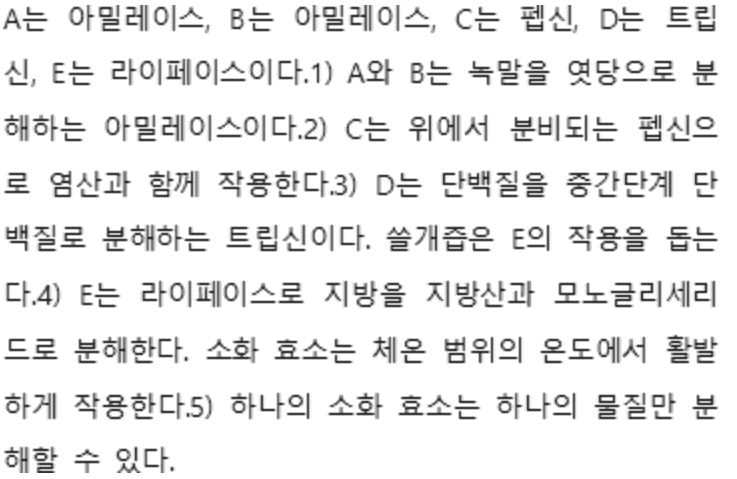 A는 아밀레이스, B는 아밀레이스, C는 펩신, D는 트립
신, E는 라이페이스이다.1) A와 B는 녹말을 엿당으로 분
해하는 아밀레이스이다.2) C는 위에서 분비되는 펩신으
로 염산과 함께 작용한다.3) D는 단백질을 중간단계 단
백질로 분해하는 트립신이다. 쓸개즙은 E의 작용을 돕는
다.4) E는 라이페이스로 지방을 지방산과 모노글리세리
드로 분해한다. 소화 효소는 체온 범위의 온도에서 활발
하게 작용한다.5) 하나의 소화 효소는 하나의 물질만 분
해할 수 있다.